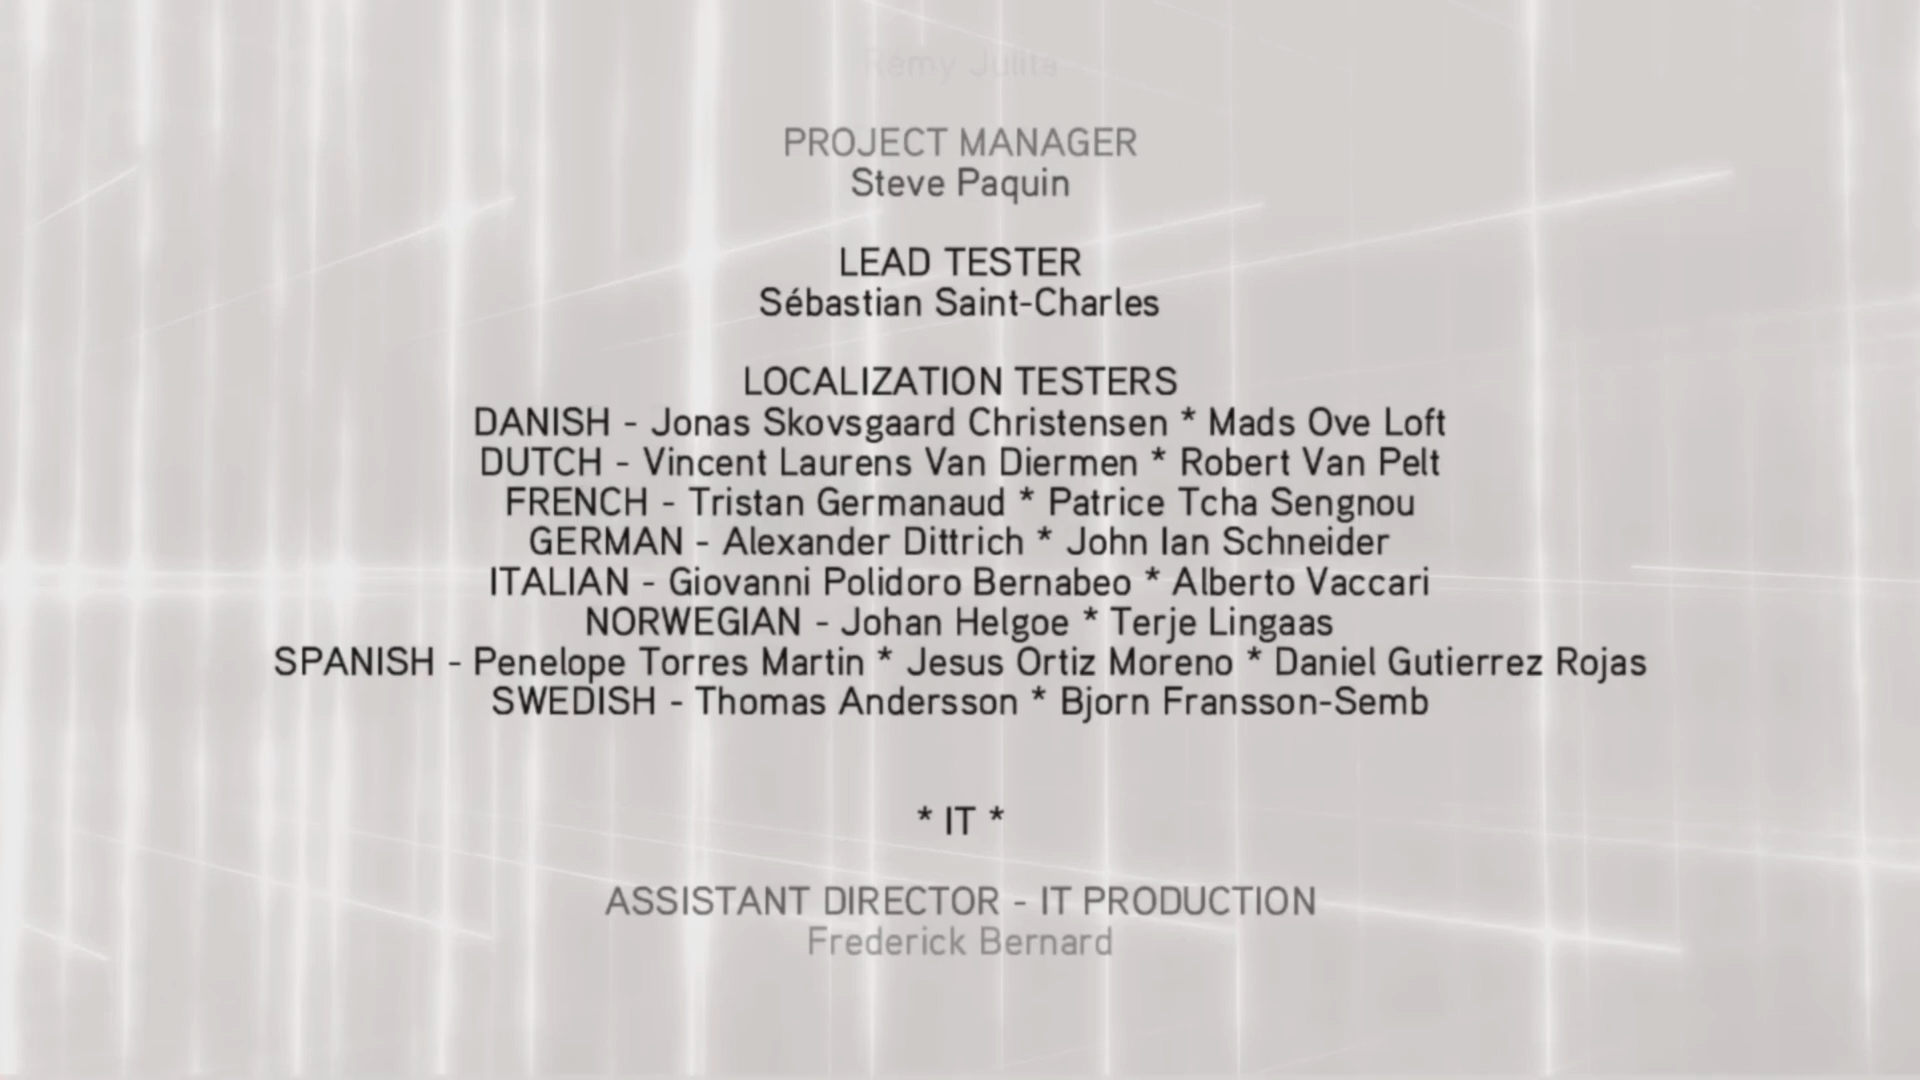 PROJECT MANAGER
Steve Paquin
LEAD TESTER
Sébastian Saint-Charles
LOCALIZATION TESTERS
DANISH - Jonas Skovsgaard Christensen * Mads Ove Loft
DUTCH - Vincent Laurens Van Diermen * Robert Van Pelt
FRENCH - Tristan Germanaud * Patrice Tcha Sengnou
GERMAN - Alexander Dittrich * John Ian Schneider
ITALIAN - Giovanni Polidoro Bernabeo * Alberto Vaccari
NORWEGIAN - Johan Helgoe * Terje Lingaas
SPANISH - Penelope Torres Martin * Jesus Ortiz Moreno * Daniel Gutierrez Rojas
SWEDISH - Thomas Andersson * Bjorn Fransson-Semb
* IT *
ASSISTANT DIRECTOR - IT PRODUCTION
Frederick Bernard